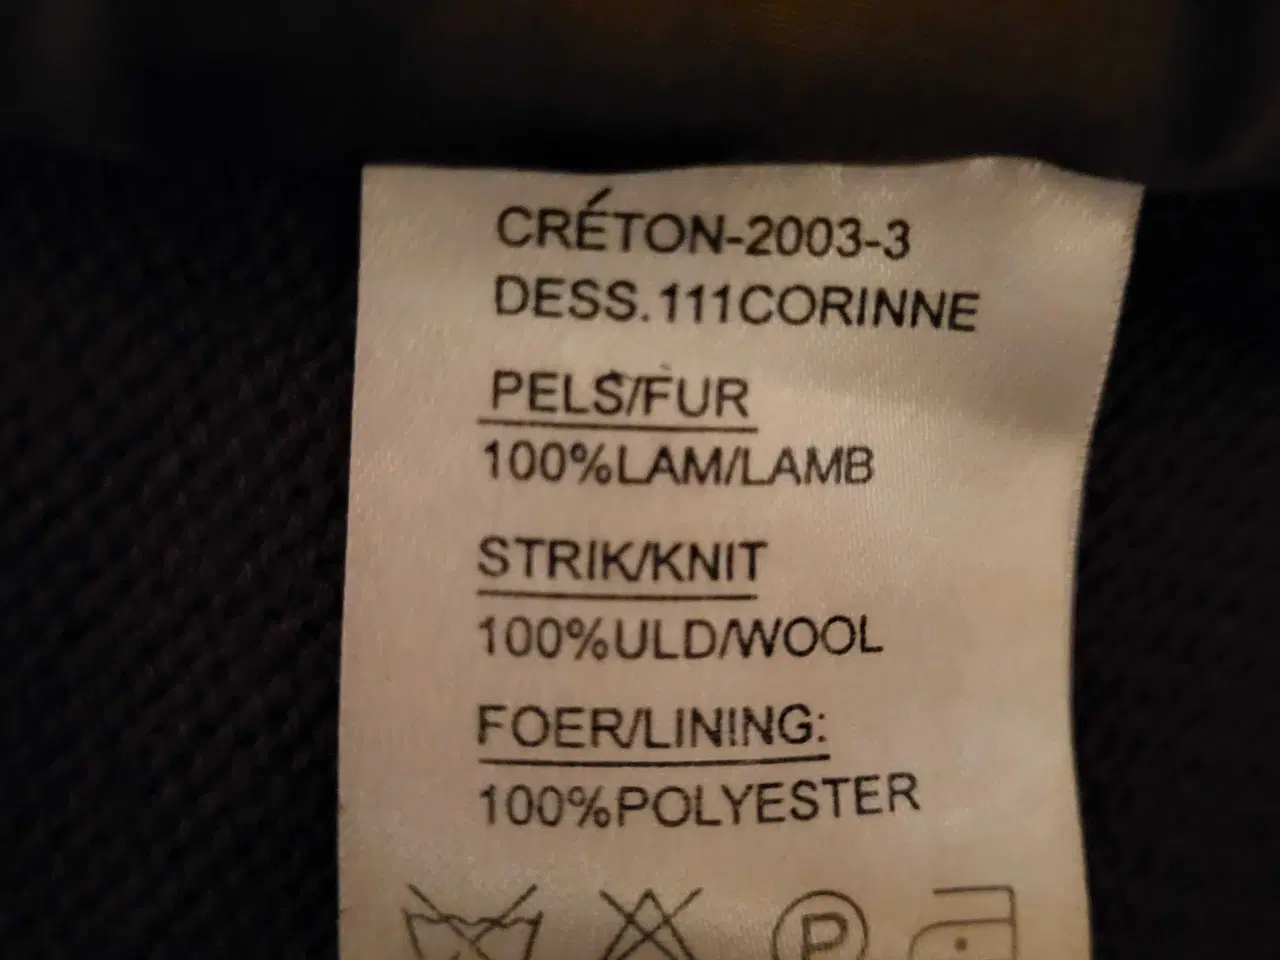 CRÉTON-2003-3
DESS.111CORINNE
PELS/FUR
100%LAM/LAMB
STRIK/KNIT
100%ULD/WOOL
FOER/LINING:
100%POLYESTER
P